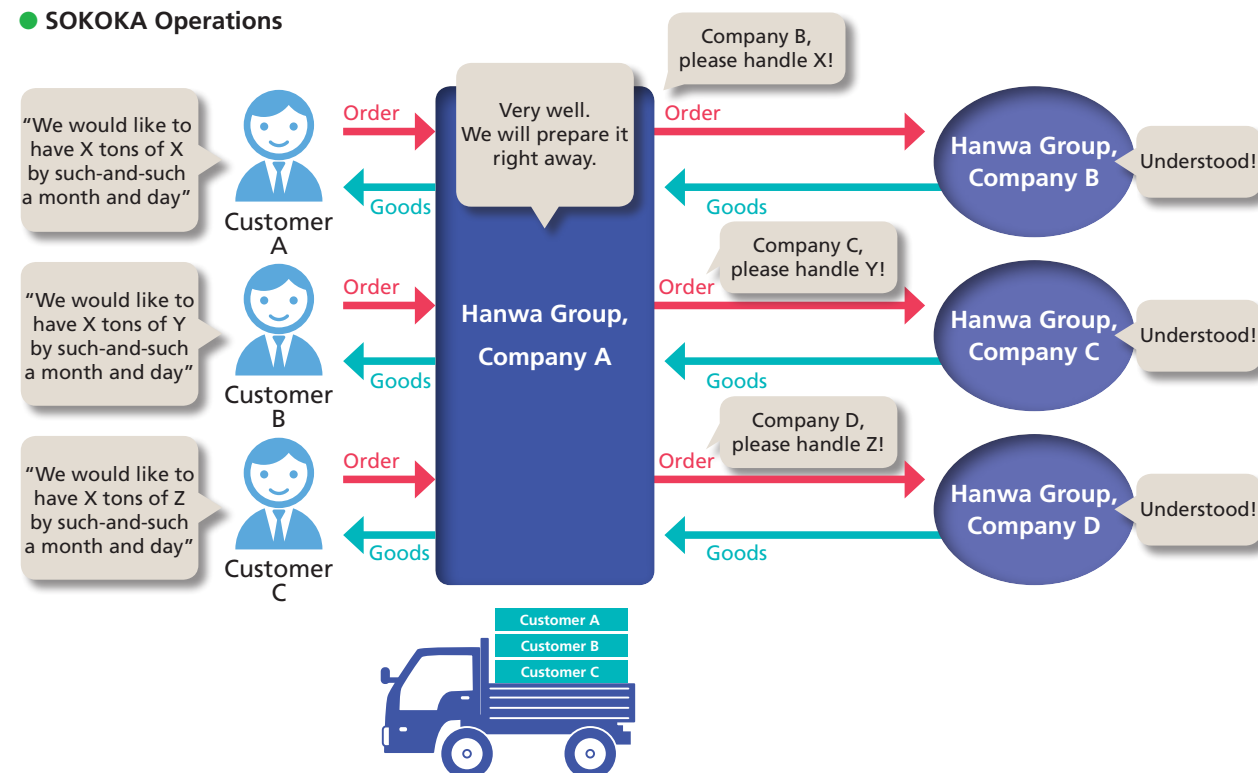 ● SOKOKA Operations
Company B,
please handle X!
“We would like to
have X tons of X
by such-and-such
a month and day”
Customer
A
Order
Goods
Very well.
We will prepare it
right away.
Order
Goods
Hanwa Group,
Company B
Understood!
“We would like to
have X tons of Y
by such-and-such
a month and day”
Customer
B
Order
Goods
Hanwa Group,
Company A
Company C,
please handle Y!
Order
Goods
Hanwa Group,
Company C
Understood!
“We would like to
have X tons of Z
by such-and-such
a month and day”
Customer
C
Order
Goods
Company D,
please handle Z!
Order
Goods
Hanwa Group,
Company D
Understood!
Customer A
Customer B
Customer C